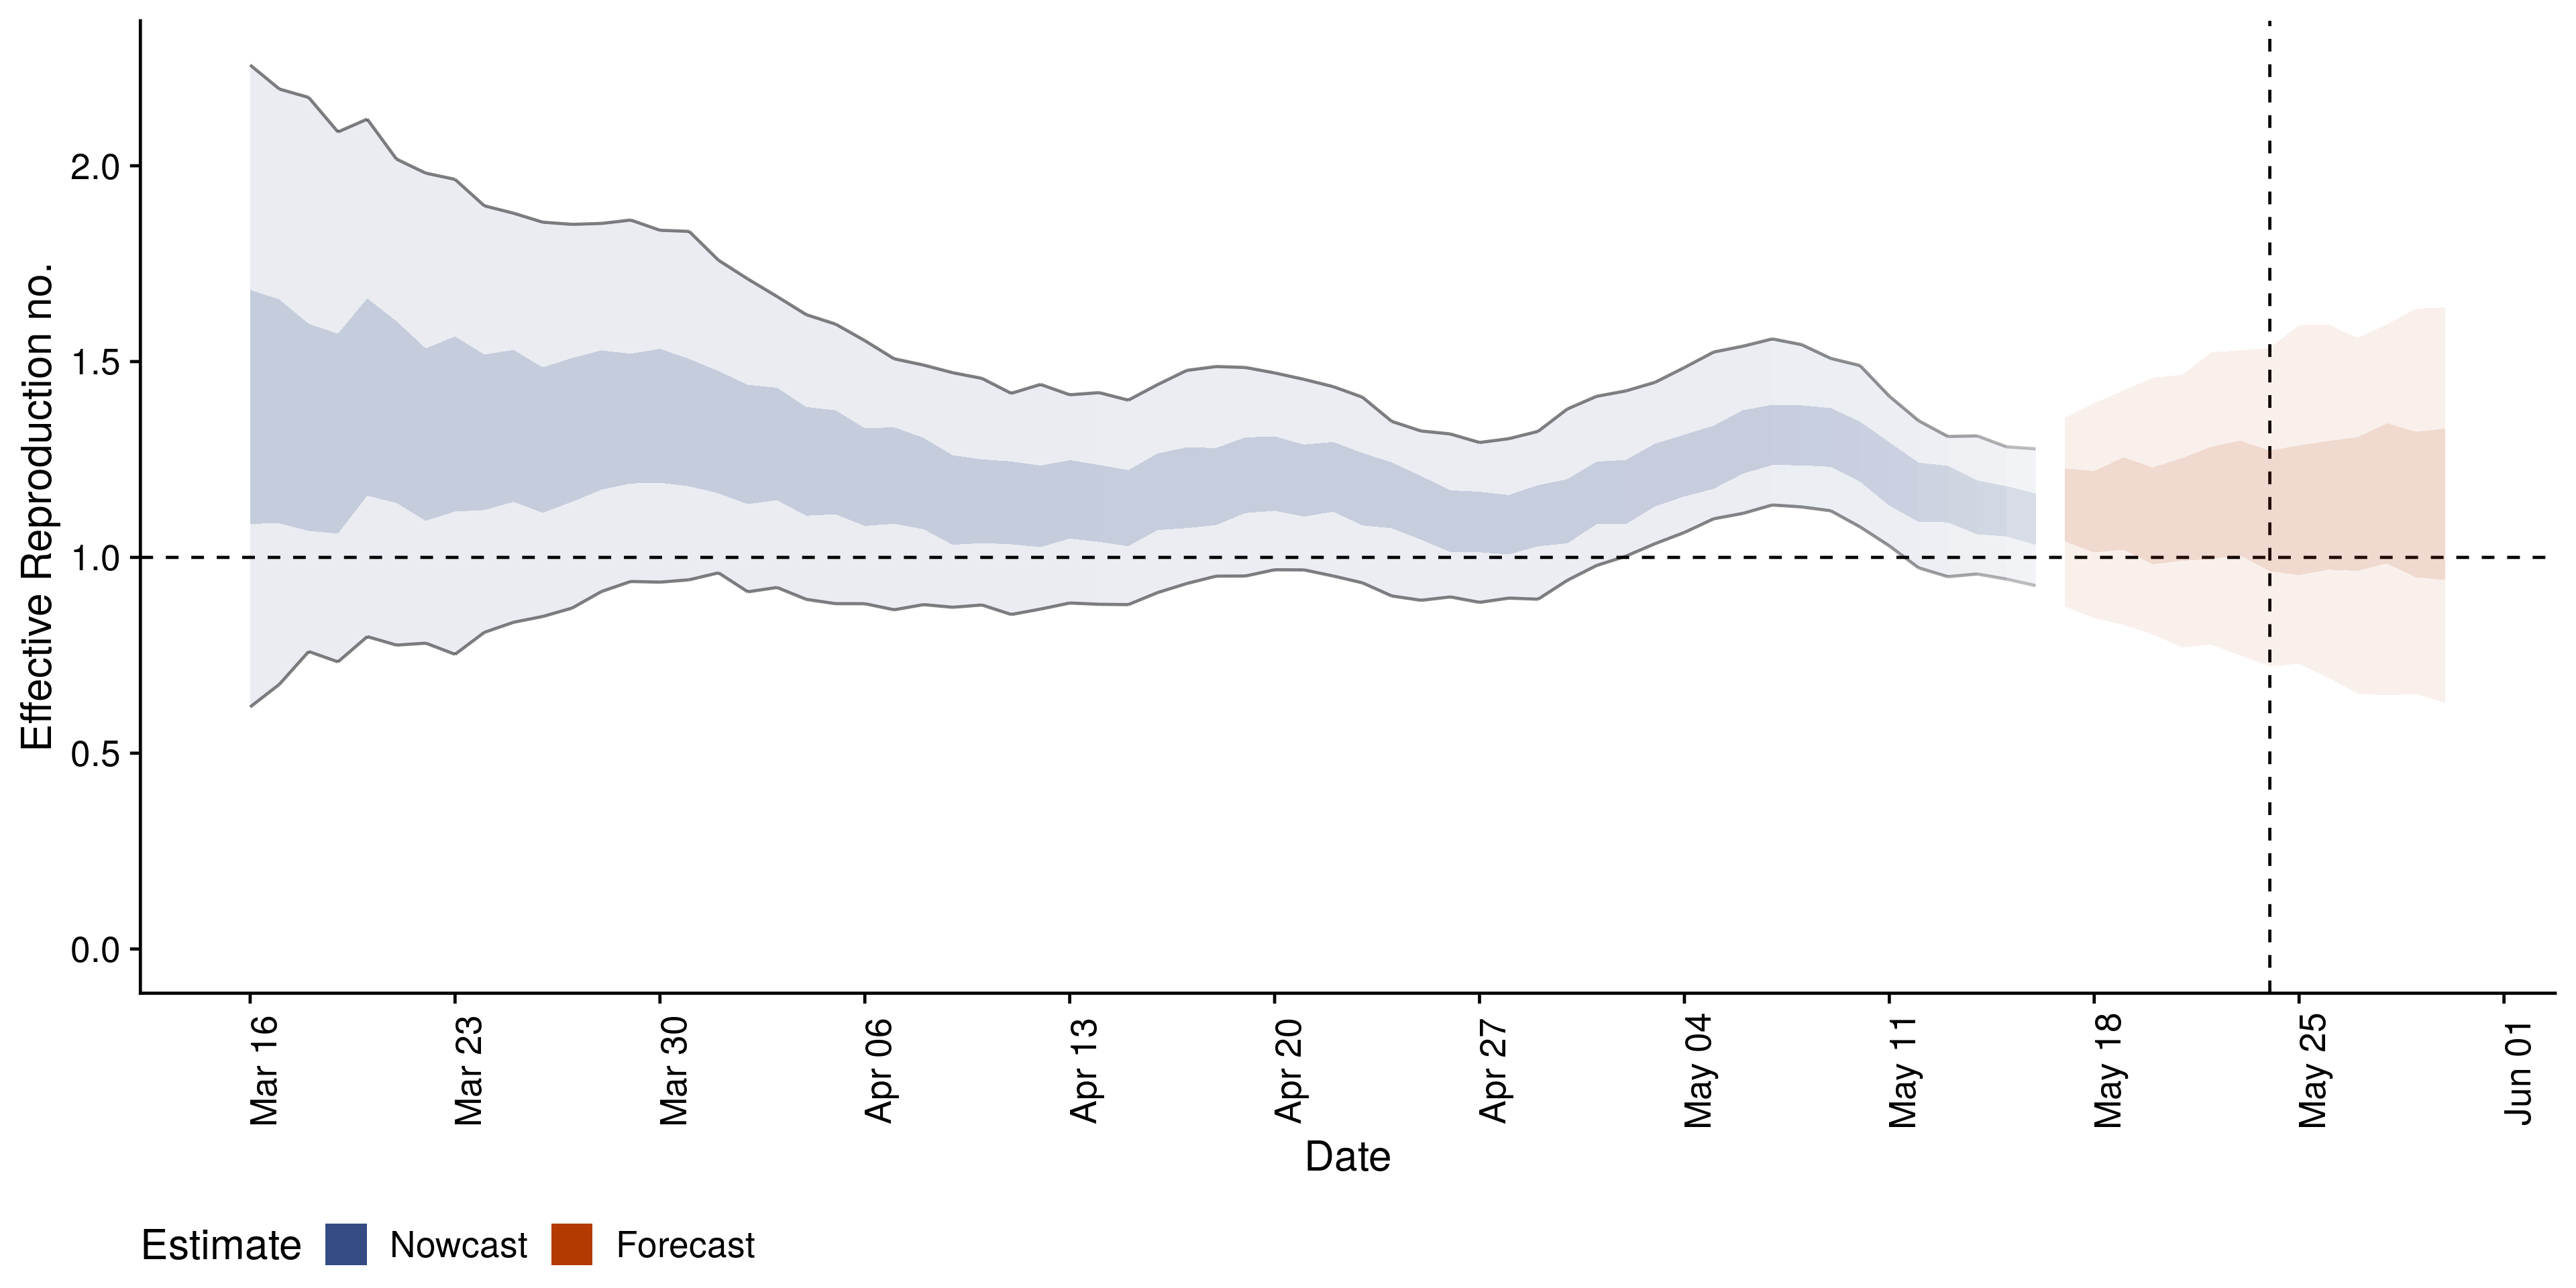 Effective Reproduction no.
2.0
1.5
1.0
0.5
0.0
Mar 16
Mar 23
Mar 30
Apr 06
Apr 13
Apr 20
Apr 27
May 04
May 11
May 18
May 25
Jun 01
Date
Estimate Nowcast Forecast